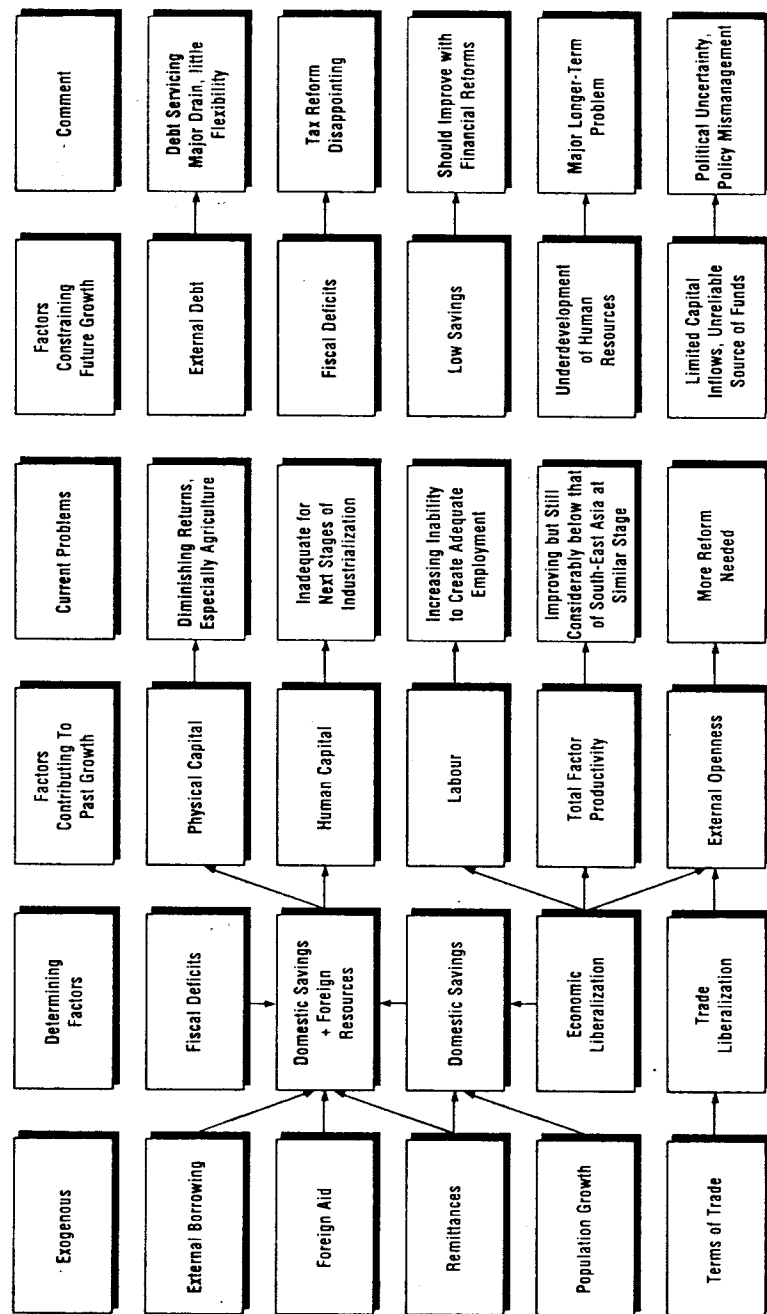 Exogenous
Determining
Factors
Factors
Contributing To
Past Growth
Current Problems
Factors
Constraining
Future Growth
Comment
External Borrowing
Fiscal Deficits
Physical Capital
Diminishing Returns,
Especially Agriculture
External Debt
Debt Servicing
Major Drain, little
Flexibility
Foreign Aid
Domestic Savings
+ Foreign
Resources
Human Capital
Inadequate for
Next Stages of
Industrialization
Fiscal Deficits
Tax Reform
Disappointing
Remittances
Domestic Savings
Labour
Increasing Inability
to Create Adequate
Employment
Low Savings
Should Improve with
Financial Reforms
Population Growth
Economic
Liberalization
Total Factor
Productivity
Improving but Still
Considerably below that
of South-East Asia at
Similar Stage
Underdevelopment
of Human
Resources
Major Longer-Term
Problem
Terms of Trade
Trade
Liberalization
External Openness
More Reform
Needed
Limited Capital
Inflows, Unreliable
Source of Funds
Political Uncertainty,
Policy Mismanagement